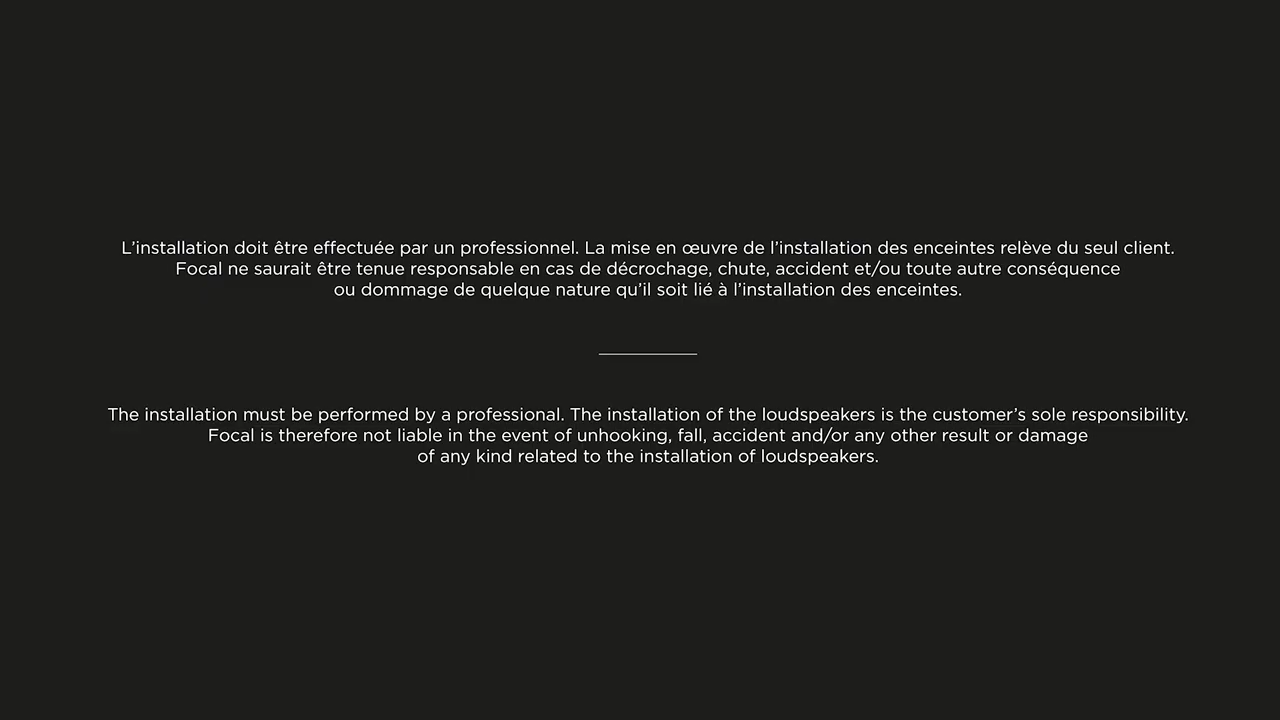 L’installation doit être effectuée par un professionnel. La mise en œuvre de l’installation des enceintes relève du seul client.
Focal ne saurait être tenue responsable en cas de décrochage, chute, accident et/ou toute autre conséquence
ou dommage de quelque nature qu’il soit lié à l’installation des enceintes.
The installation must be performed by a professional. The installation of the loudspeakers is the customer’s sole responsibility.
Focal is therefore not liable in the event of unhooking, fall, accident and/or any other result or damage
of any kind related to the installation of loudspeakers.